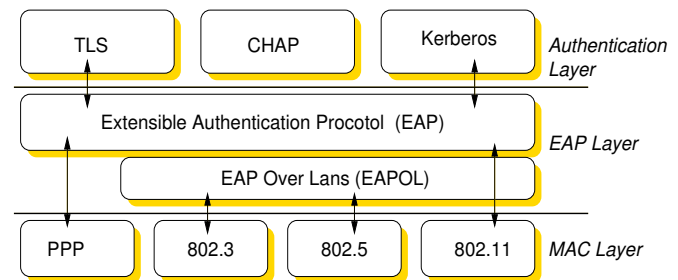 TLS
CHAP
Kerberos
Authentication
Layer
Extensible Authentication Procotol (EAP)
EAP Layer
EAP Over Lans (EAPOL)
PPP
802.3
802.5
802.11
MAC Layer